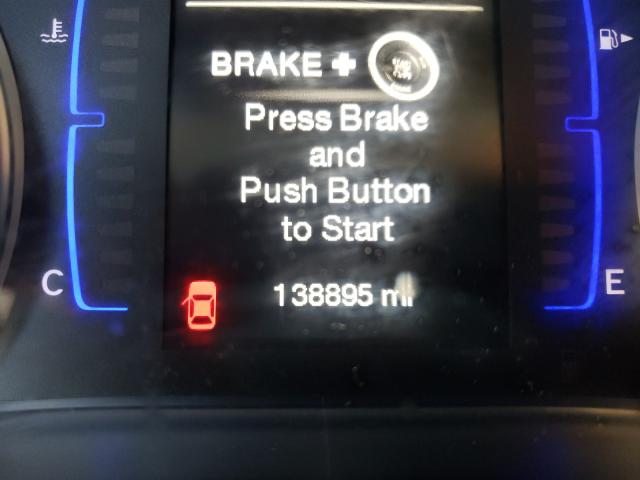 BRAKE +
Press Brake
and
Push Button
to Start
C
E
138895 mi